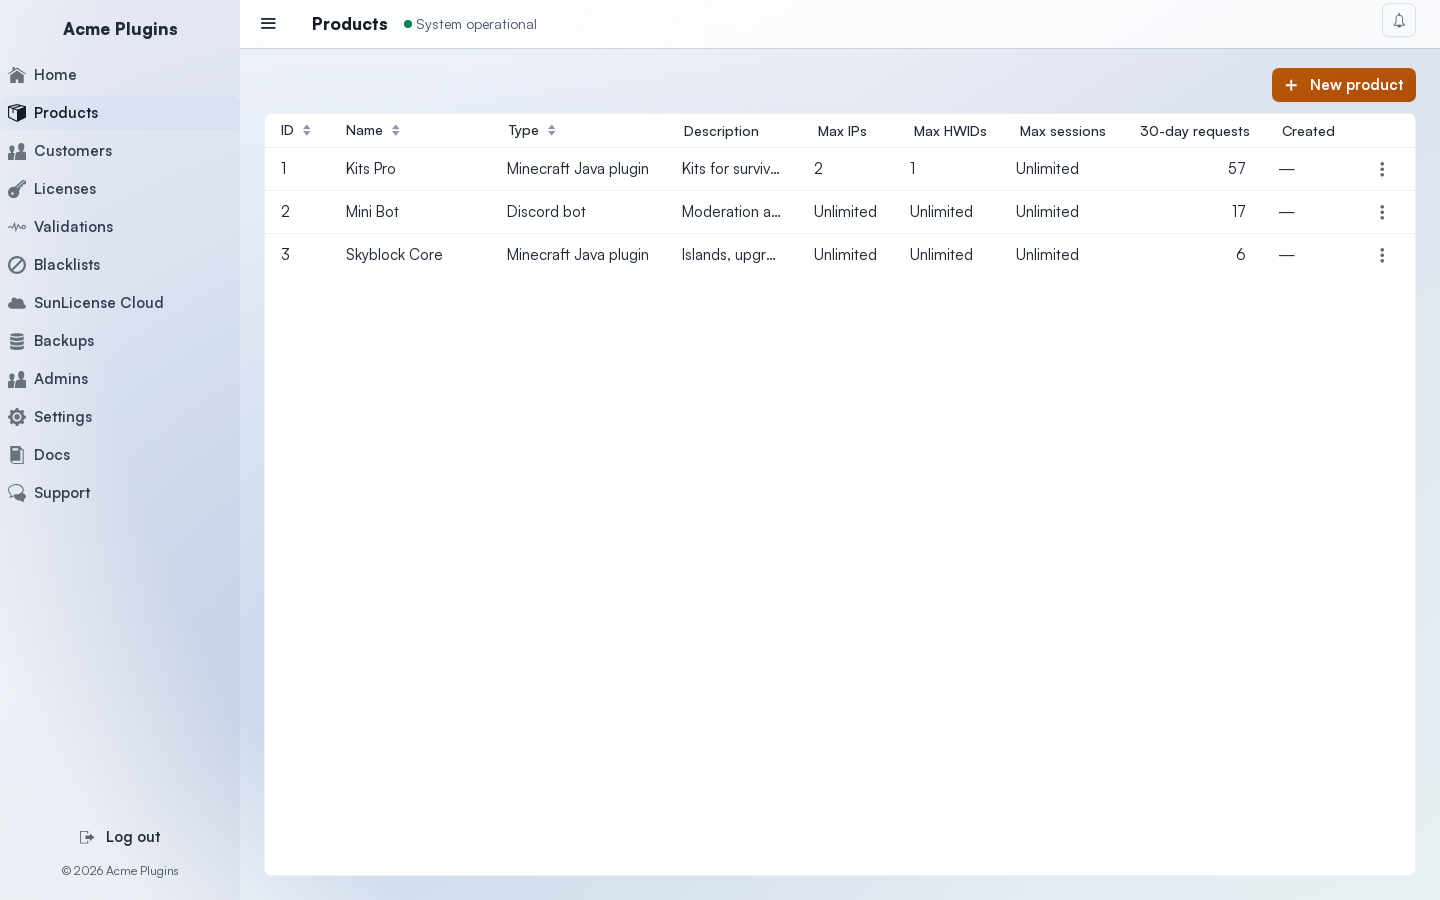 Acme Plugins
Home
Products
Customers
Licenses
Validations
Blacklists
SunLicense Cloud
Backups
Admins
Settings
Docs
Support
Log out
© 2026 Acme Plugins
Products System operational
New product
ID Name Type Description Max IPs Max HWIDs Max sessions 30-day requests Created
1 Kits Pro Minecraft Java plugin Kits for surviv... 2 1 Unlimited 57 —
2 Mini Bot Discord bot Moderation a... Unlimited Unlimited Unlimited 17 —
3 Skyblock Core Minecraft Java plugin Islands, upgr... Unlimited Unlimited Unlimited 6 —